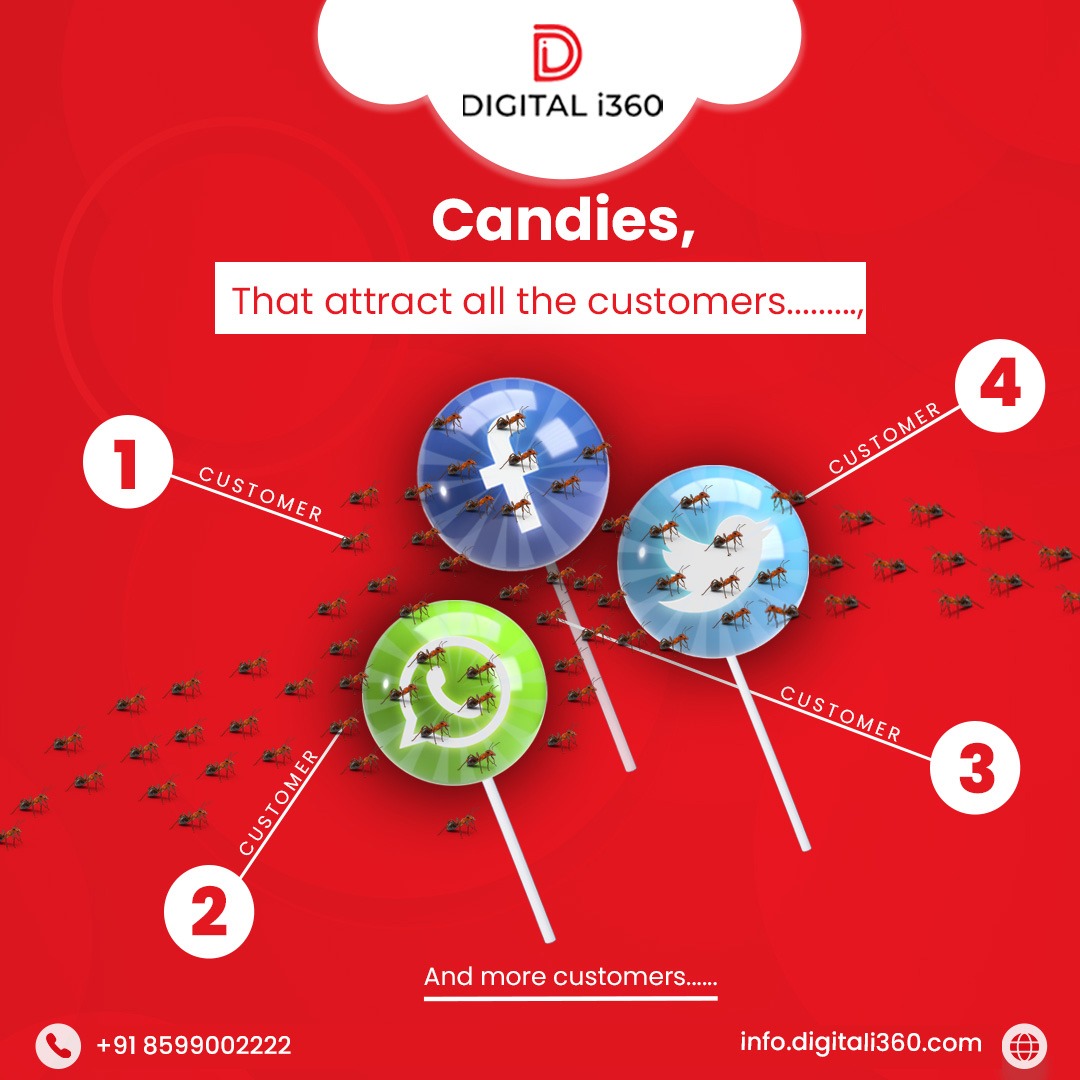 DIGITAL i360
Candies,
That attract all the customers.........,
1
CUSTOMER
4
CUSTOMER
2
CUSTOMER
3
CUSTOMER
And more customers......
+91 8599002222
info.digitali360.com